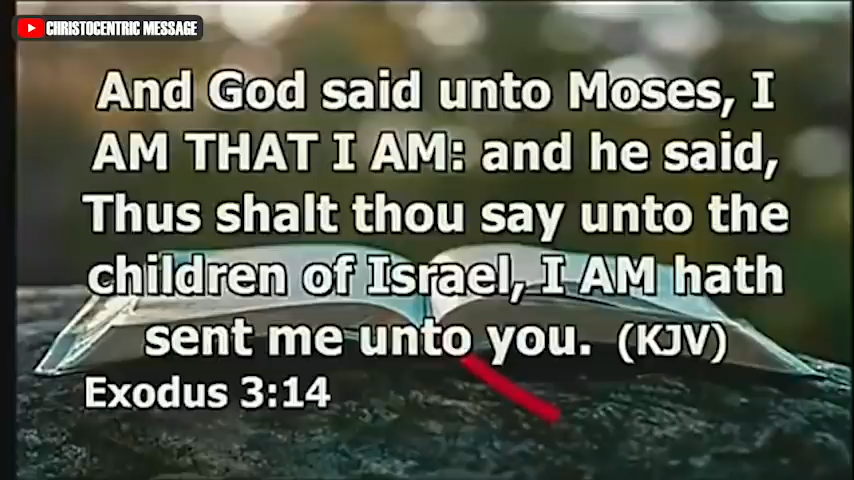 CHRISTOCENTRIC MESSAGE
And God said unto Moses, I
AM THAT I AM: and he said,
Thus shalt thou say unto the
children of Israel, I AM hath
sent me unto you. (KJV)
Exodus 3:14